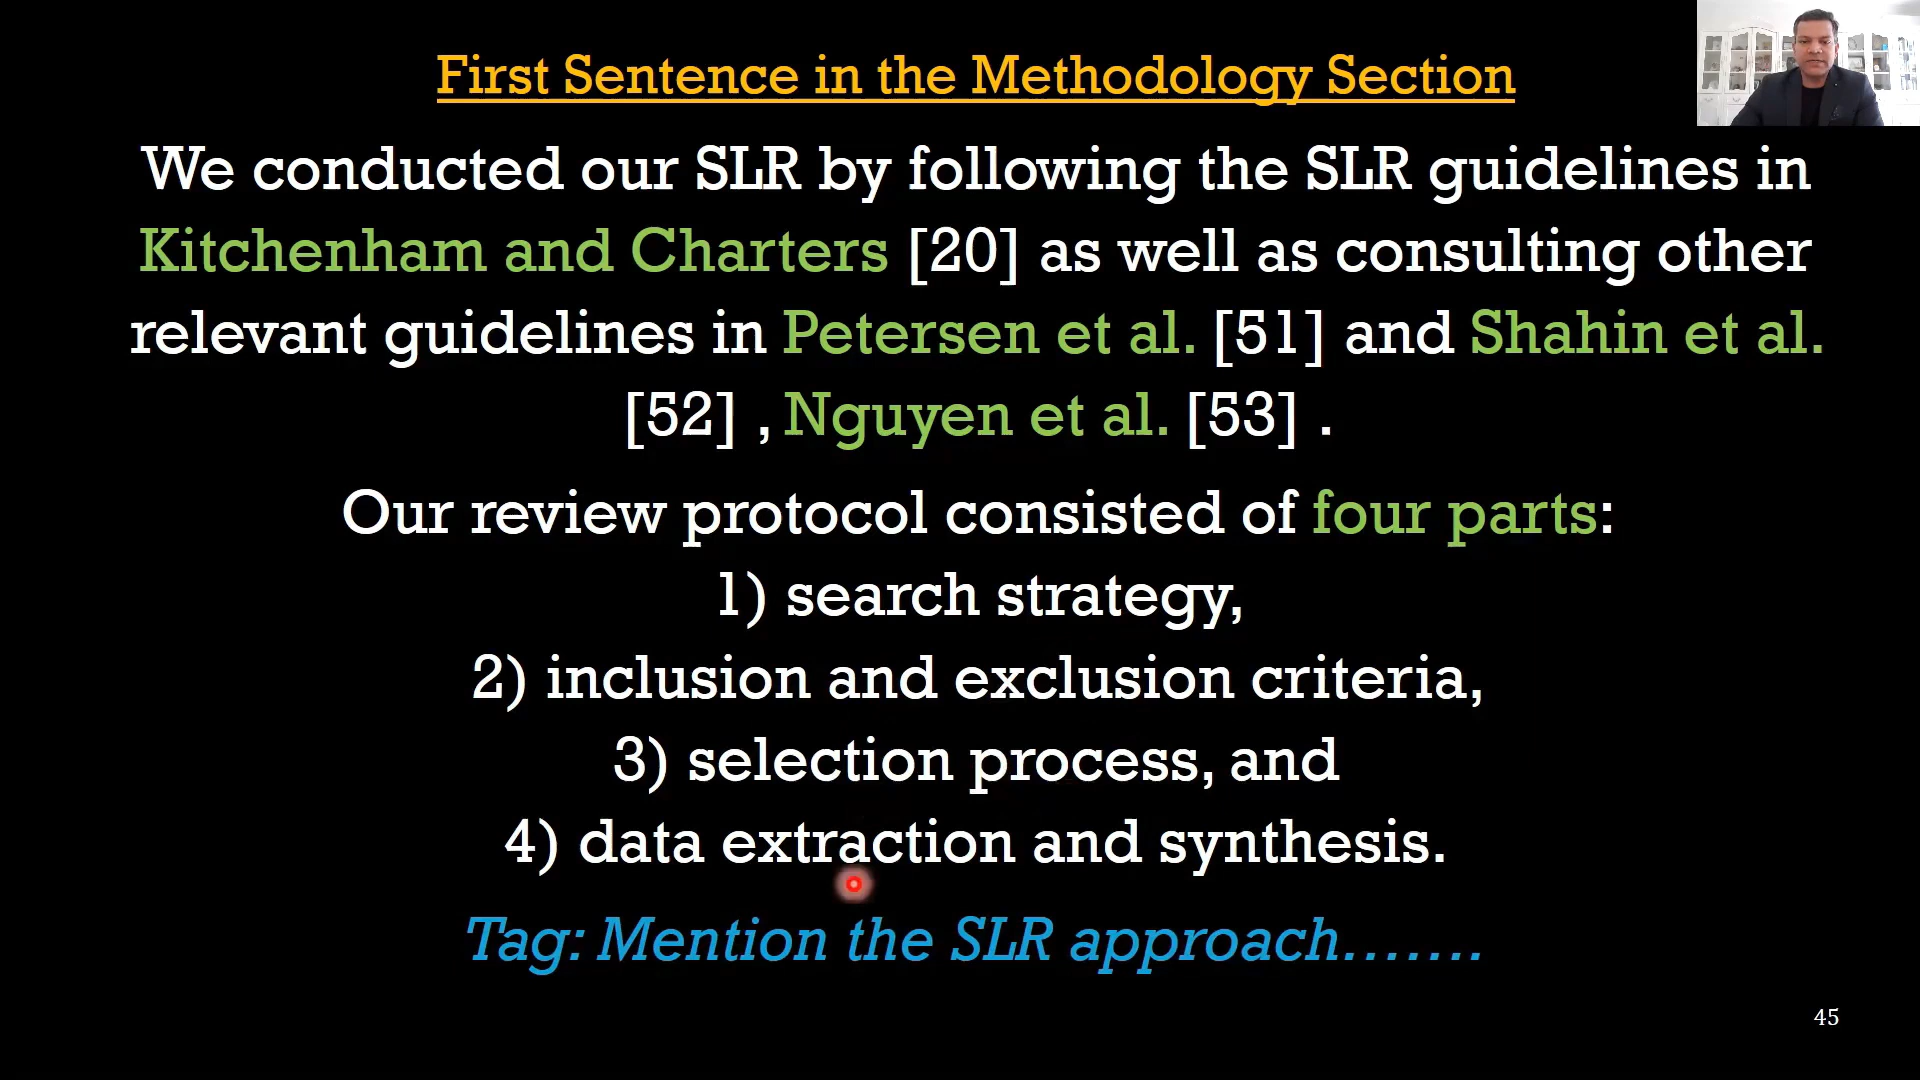 First Sentence in the Methodology Section
We conducted our SLR by following the SLR guidelines in
Kitchenham and Charters [20] as well as consulting other
relevant guidelines in Petersen et al. [51] and Shahin et al.
[52] , Nguyen et al. [53] .
Our review protocol consisted of four parts:
1) search strategy,
2) inclusion and exclusion criteria,
3) selection process, and
4) data extraction and synthesis.
Tag: Mention the SLR approach…….
45